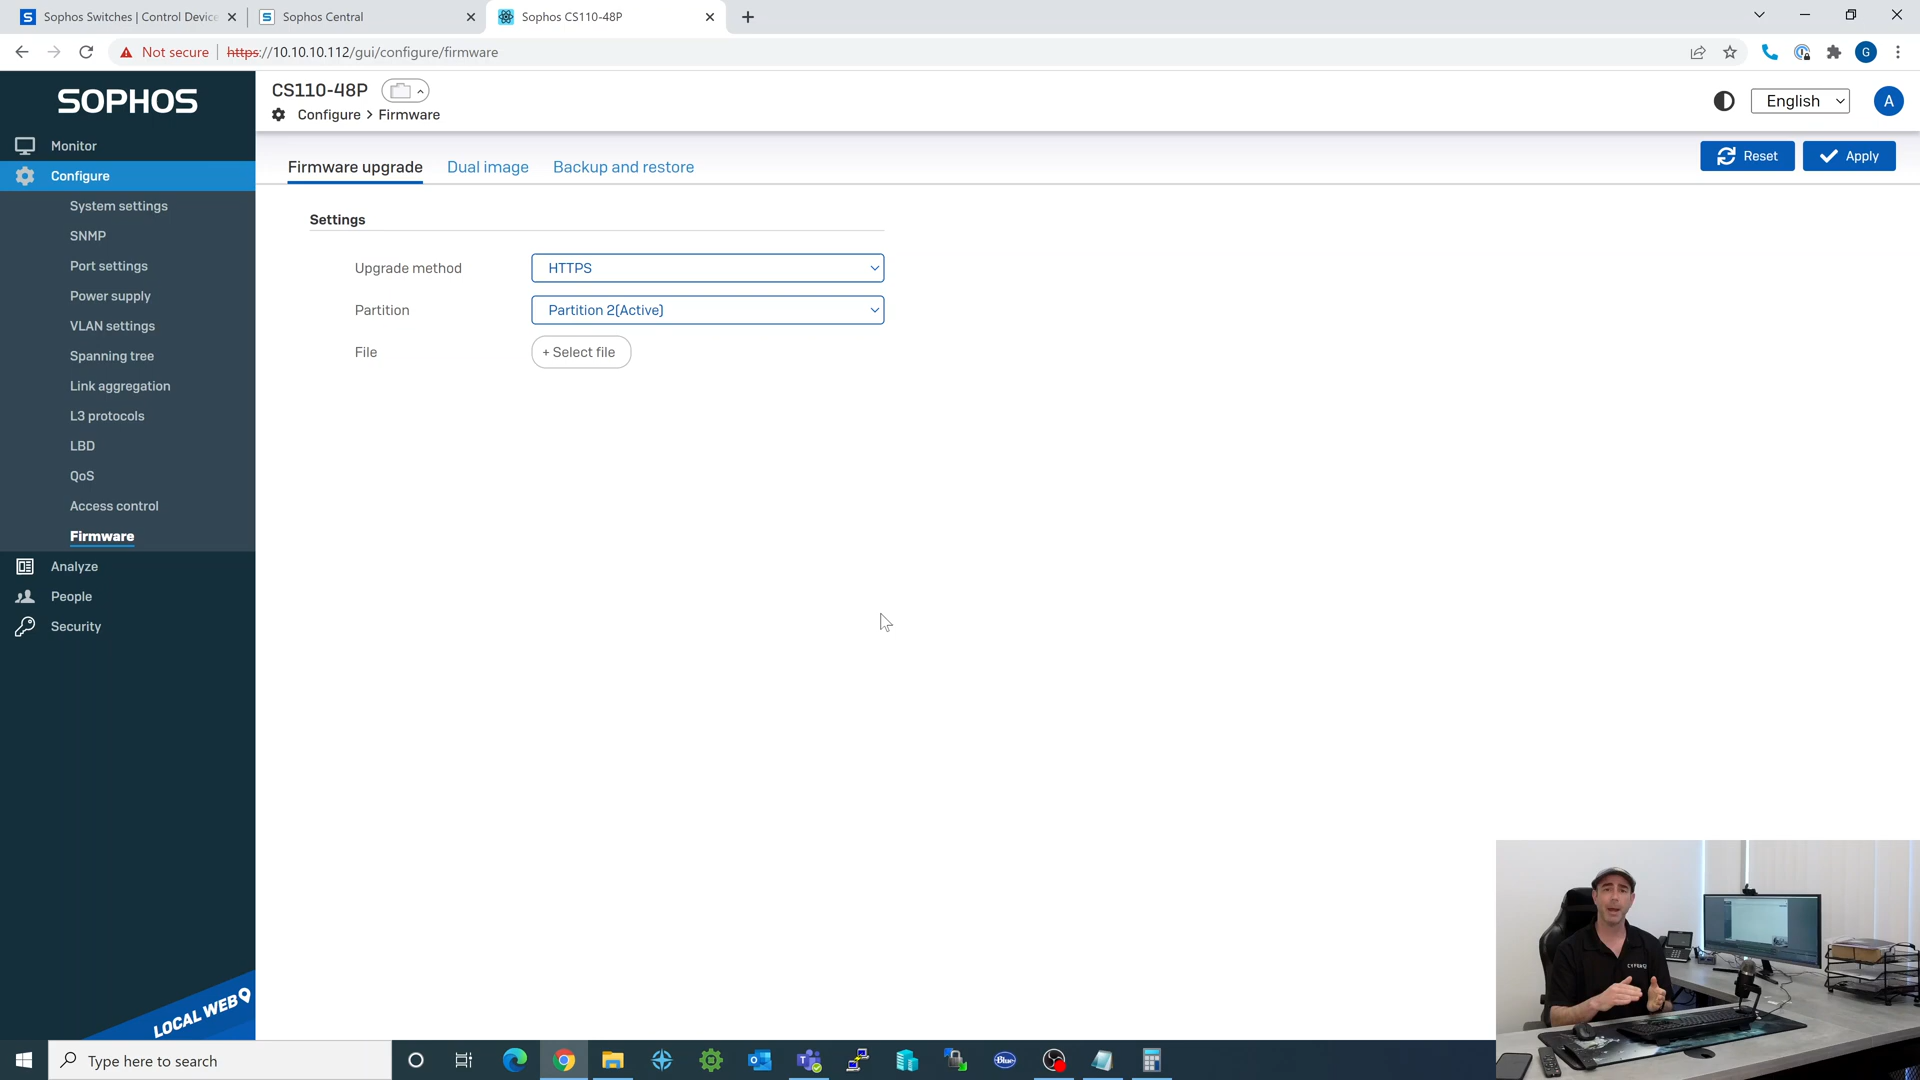 Sophos Switches | Control Device
Sophos Central
Sophos CS110-48P
Not secure
https://10.10.10.112/gui/configure/firmware
G
SOPHOS
CS110-48P
Configure > Firmware
English
A
Monitor
Configure
System settings
SNMP
Port settings
Power supply
VLAN settings
Spanning tree
Link aggregation
L3 protocols
LBD
QoS
Access control
Firmware
Analyze
People
Security
LOCAL WEB
Firmware upgrade
Dual image
Backup and restore
Reset
Apply
Settings
Upgrade method
HTTPS
Partition
Partition 2(Active)
File
+ Select file
Type here to search
Blue